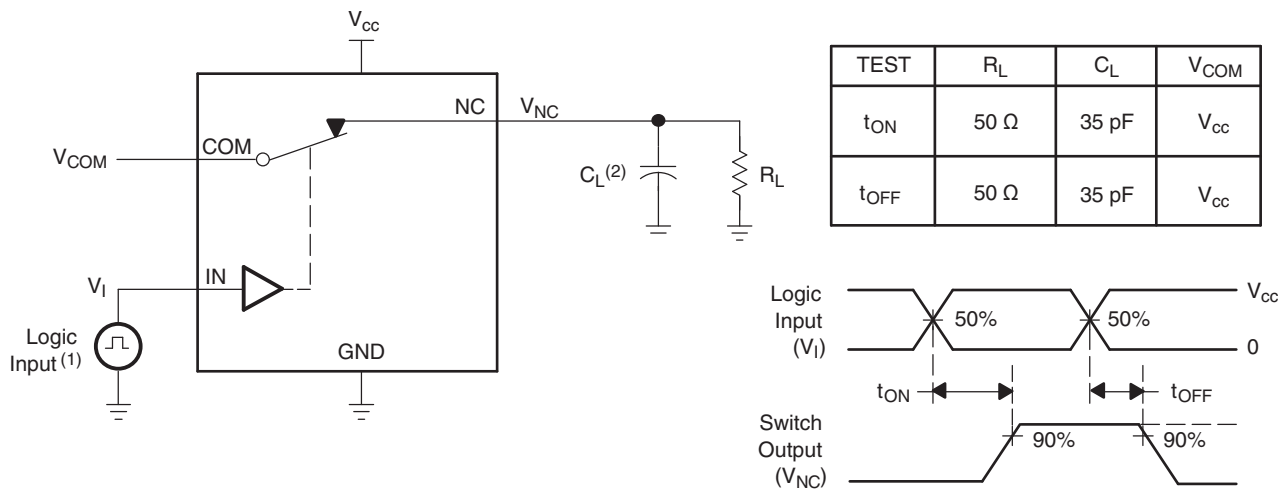 Vcc
NC
VNC
COM
VCOM
CL(2)
RL
IN
VI
Logic
Input (1)
GND
TEST RL CL VCOM
tON 50 Ω 35 pF Vcc
tOFF 50 Ω 35 pF Vcc
Logic
Input
(VI)
50%
50%
Vcc
0
tON
tOFF
Switch
Output
(VNC)
90%
90%